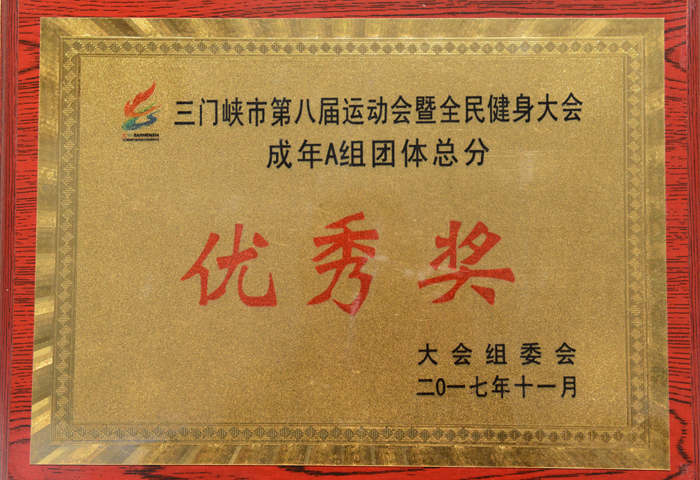 三门峡市第八届运动会暨全民健身大会
成年A组团体总分
优秀奖
大会组委会
二0一七年十一月